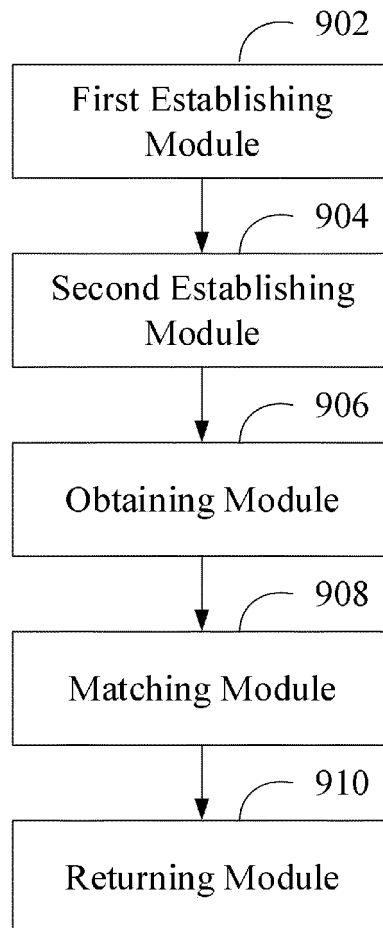 902
First Establishing
Module
904
Second Establishing
Module
906
Obtaining Module
908
Matching Module
910
Returning Module